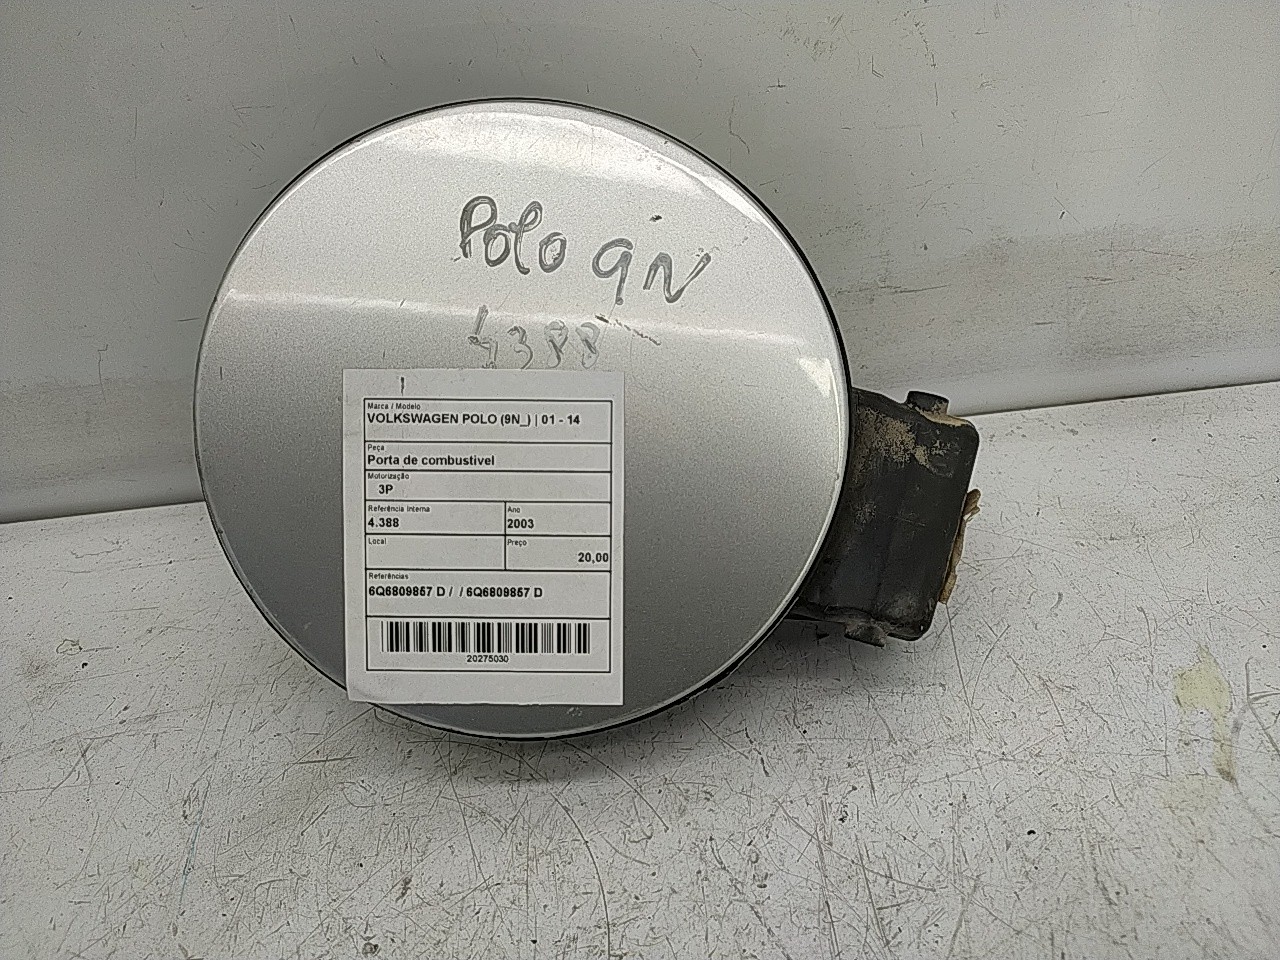 Polo 9N
4388
Marca / Modelo
VOLKSWAGEN POLO (9N_) | 01 - 14
Peça
Porta de combustivel
Motorização
3P
Referência Interna
4.388
Ano
2003
Local
Preço
20,00
Referências
6Q6809857 D / / 6Q6809857 D
20275030